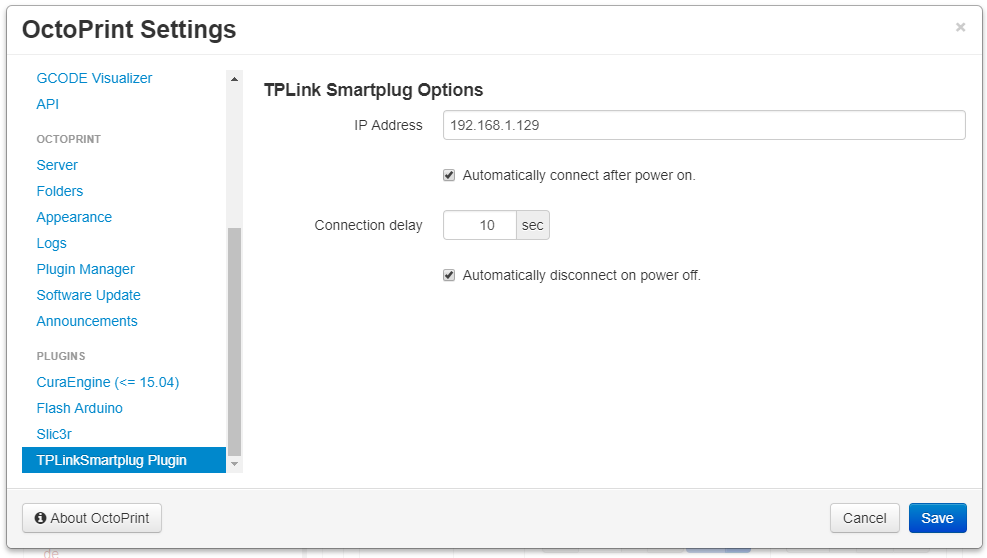 OctoPrint Settings
×
GCODE Visualizer
API
OCTOPRINT
Server
Folders
Appearance
Logs
Plugin Manager
Software Update
Announcements
PLUGINS
CuraEngine (<= 15.04)
Flash Arduino
Slic3r
TPLinkSmartplug Plugin
TPLink Smartplug Options
IP Address 192.168.1.129
Automatically connect after power on.
Connection delay 10 sec
Automatically disconnect on power off.
About OctoPrint
Cancel
Save
de